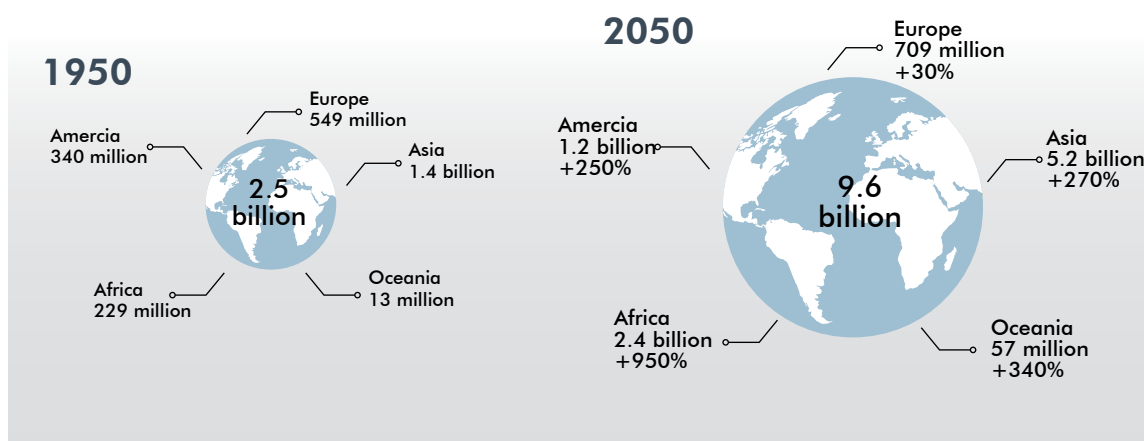 1950
Europe
549 million
Amercia
340 million
Asia
1.4 billion
2.5
billion
Africa
229 million
Oceania
13 million
2050
Europe
709 million
+30%
Amercia
1.2 billion
+250%
Asia
5.2 billion
+270%
9.6
billion
Africa
2.4 billion
+950%
Oceania
57 million
+340%